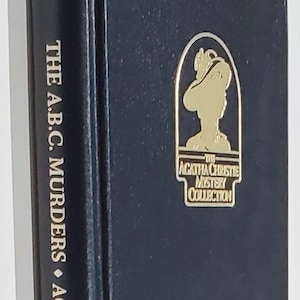 THE A.B.C. MURDERS ◆
THE
AGATHA CHRISTIE
MYSTERY
COLLECTION